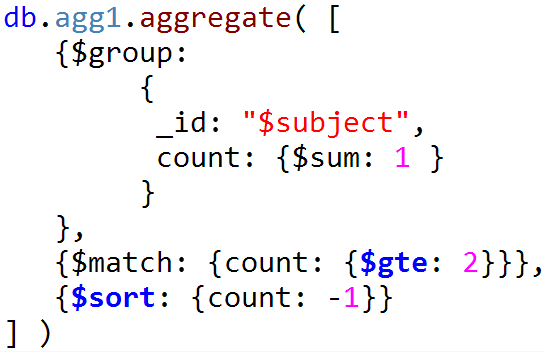 db.agg1.aggregate( [
{$group:
{
_id: "$subject",
count: {$sum: 1 }
}
},
{$match: {count: {$gte: 2}}},
{$sort: {count: -1}}
] )